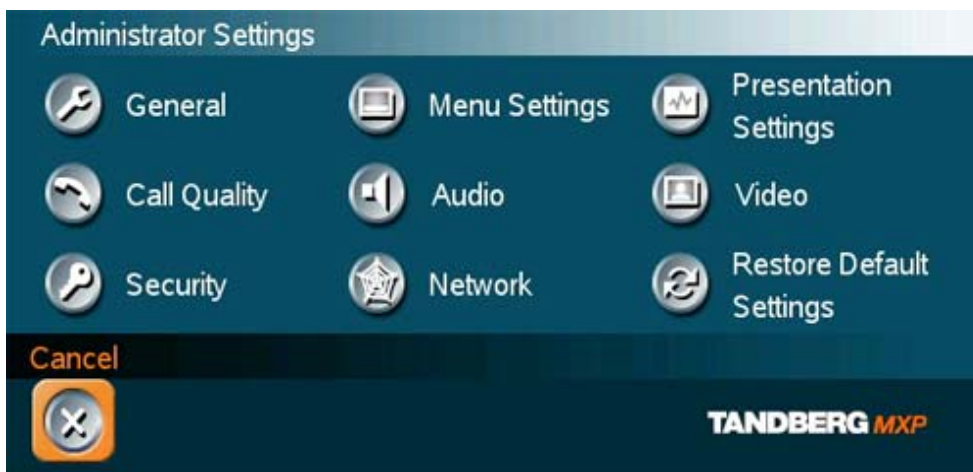 Administrator Settings
General
Menu Settings
Presentation
Settings
Call Quality
Audio
Video
Security
Network
Restore Default
Settings
Cancel
TANDBERG MXP